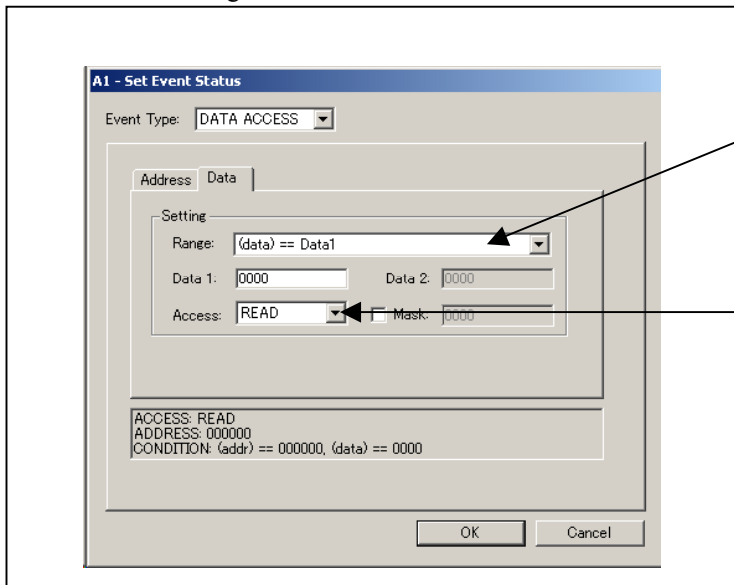 A1 - Set Event Status
Event Type: DATA ACCESS
Address Data
Setting
Range: (data) == Data1
Data 1: 0000 Data 2: 0000
Access: READ Mask: 0000
ACCESS: READ
ADDRESS: 000000
CONDITION: (addr) == 000000, (data) == 0000
OK Cancel